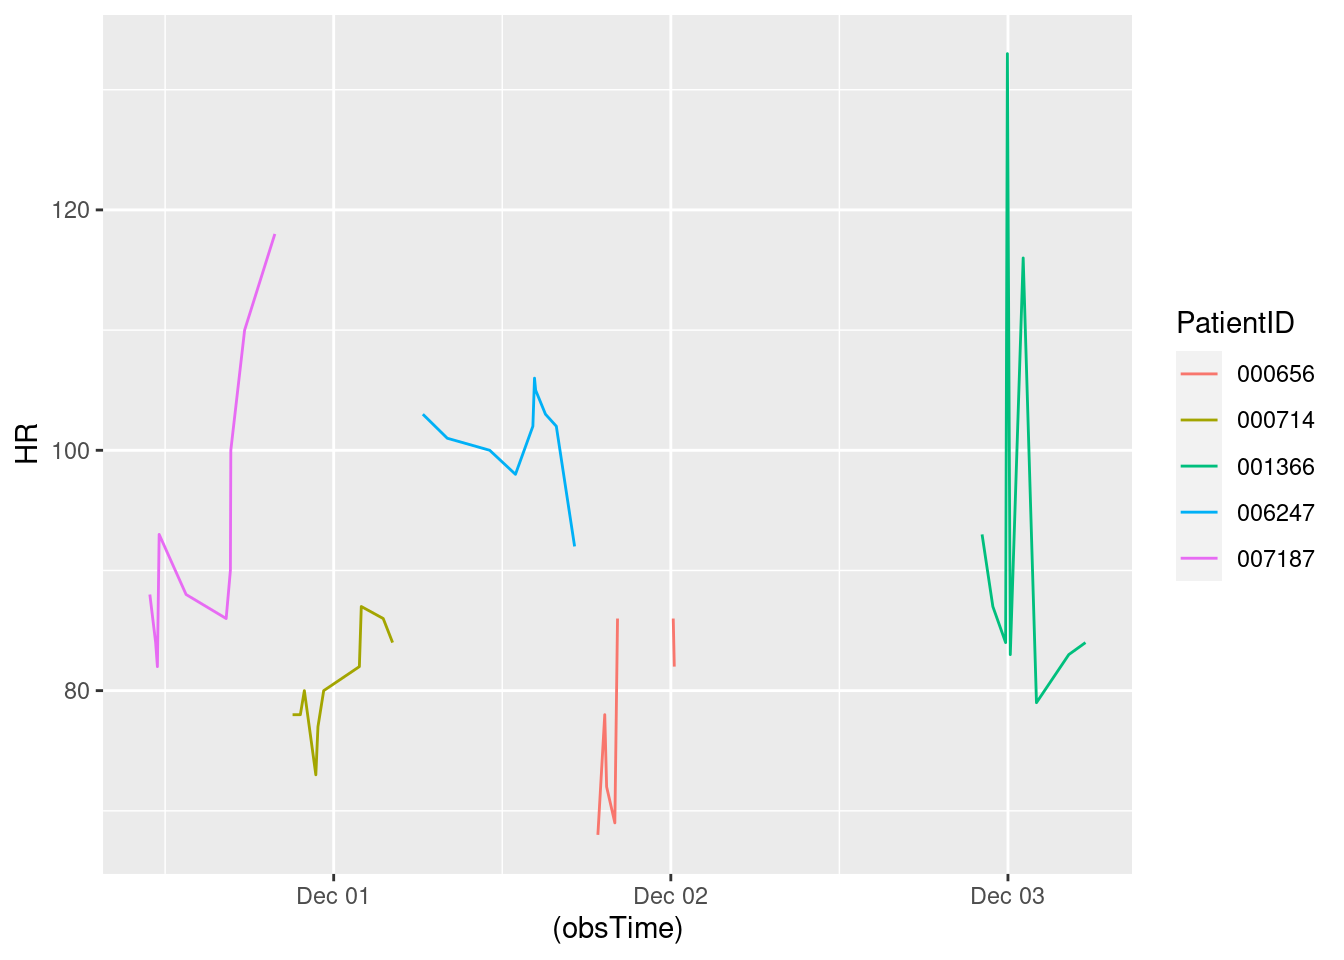 HR
120
100
80
Dec 01
Dec 02
Dec 03
(obsTime)
PatientID
000656
000714
001366
006247
007187